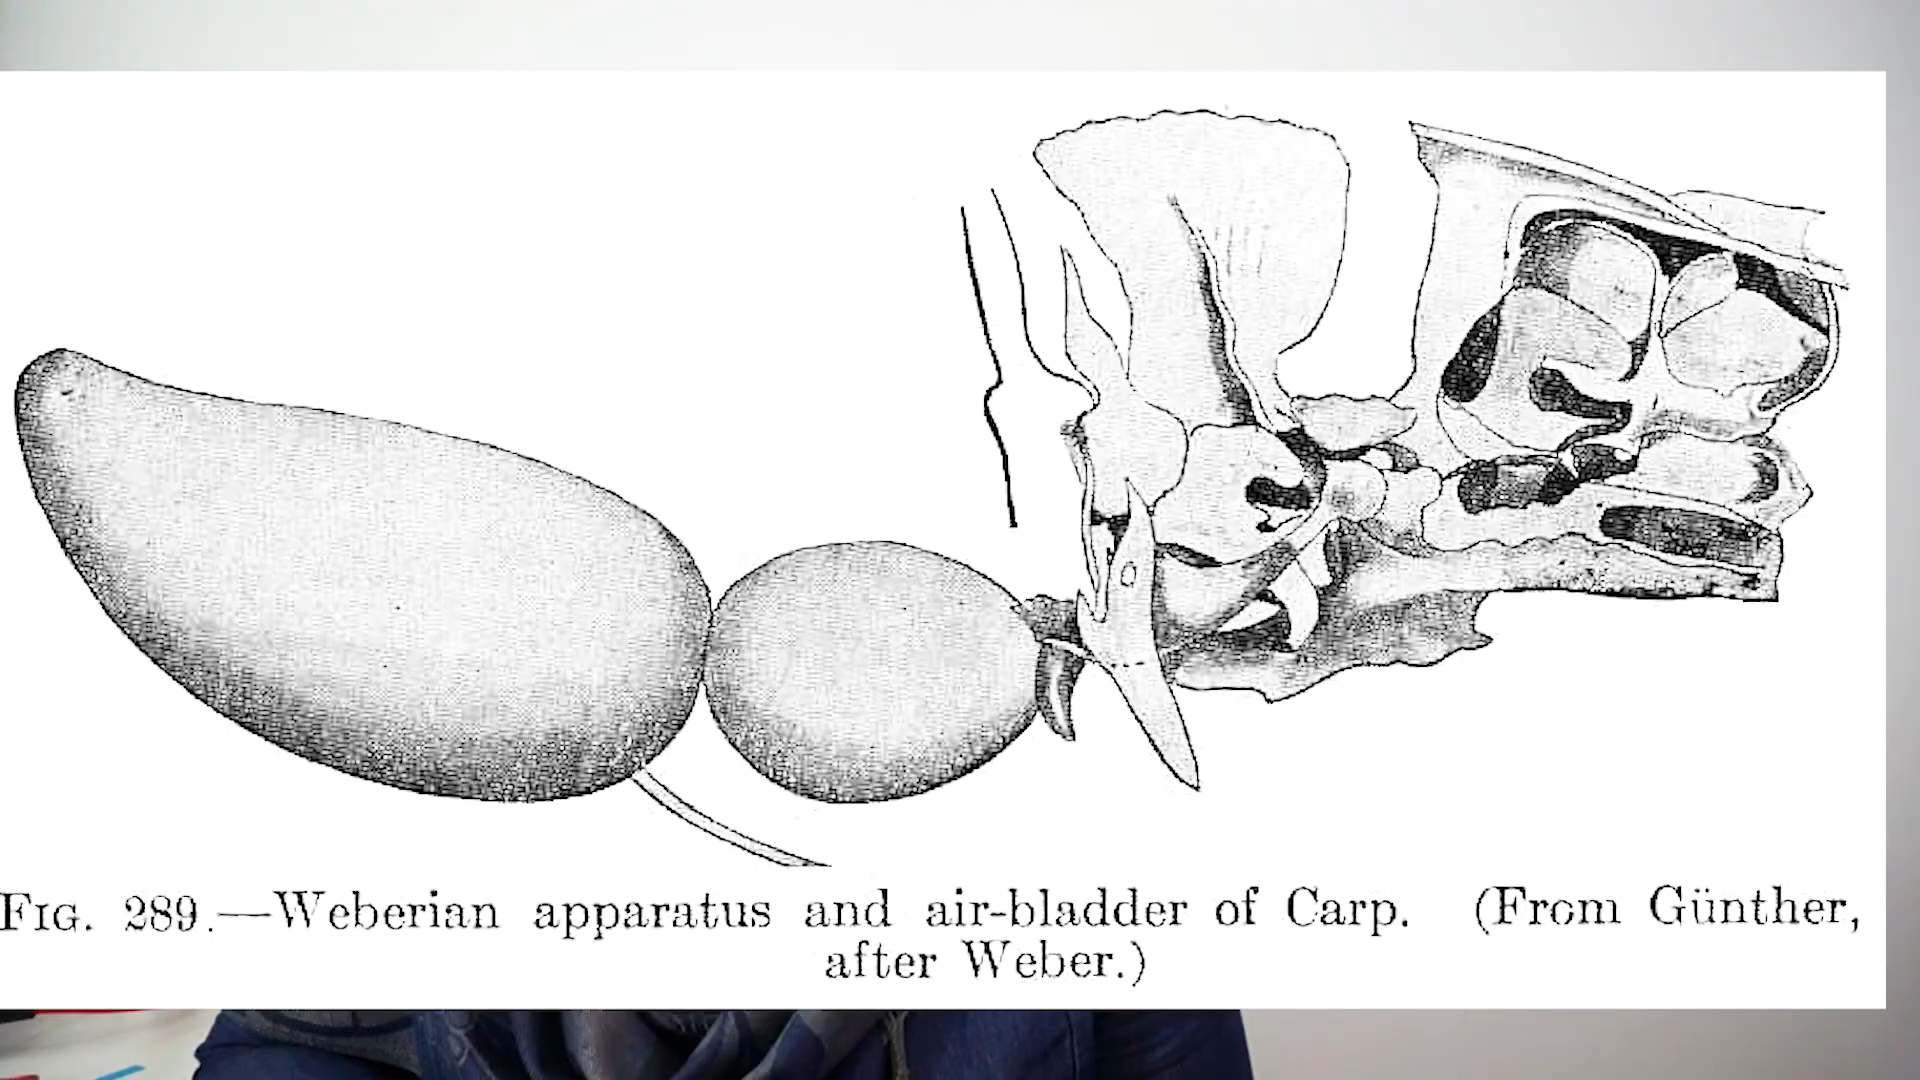 FIG. 289.—Weberian apparatus and air-bladder of Carp. (From Günther,
after Weber.)